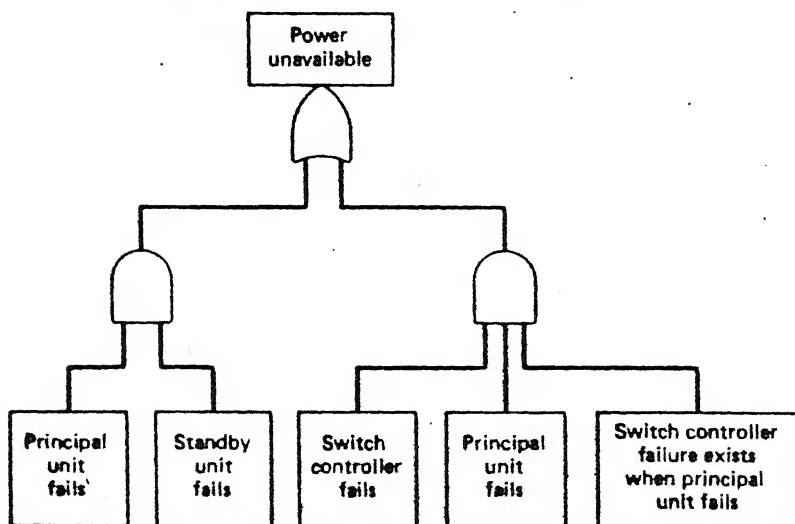 Power
unavailable
Principal
unit
fails
Standby
unit
fails
Switch
controller
fails
Principal
unit
fails
Switch controller
failure exists
when principal
unit fails